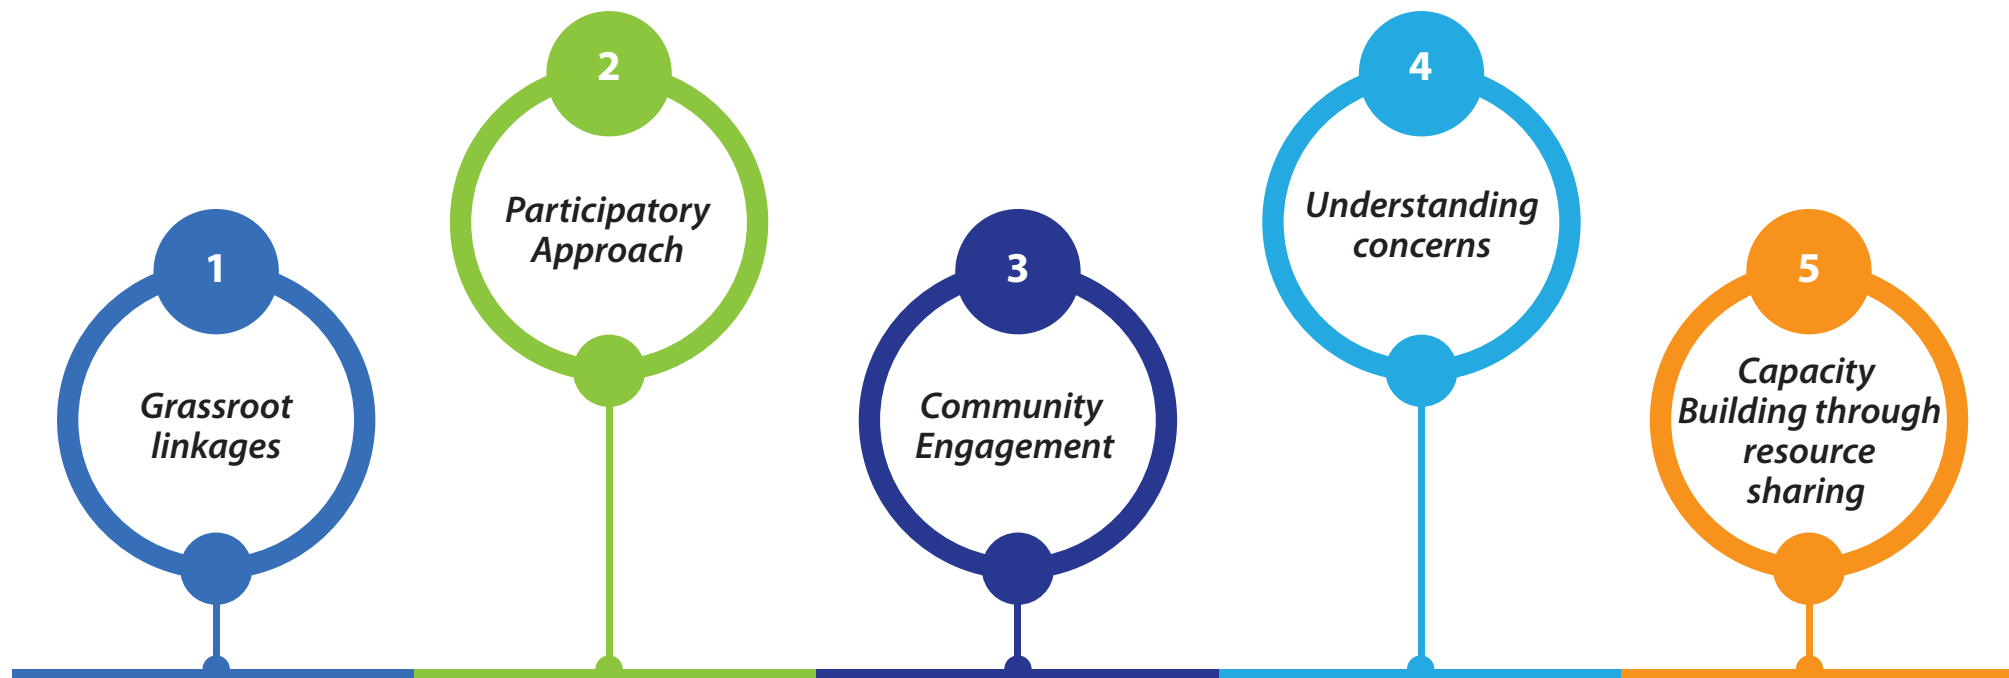 1
Grassroot
linkages
2
Participatory
Approach
3
Community
Engagement
4
Understanding
concerns
5
Capacity
Building through
resource
sharing